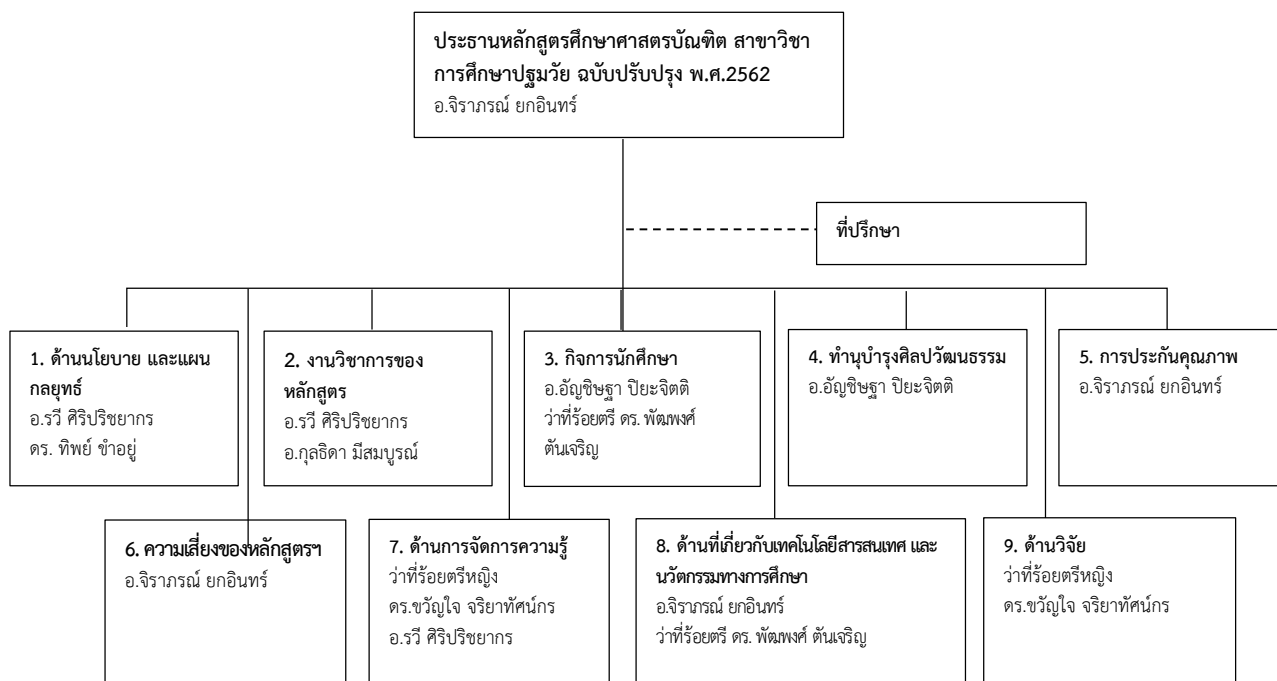 ประธานหลักสูตรศึกษาศาสตรบัณฑิต สาขาวิชา
การศึกษาปฐมวัย ฉบับปรับปรุง พ.ศ.2562
อ.จิราภรณ์ ยกอินทร์
ที่ปรึกษา
1. ด้านนโยบาย และแผน
กลยุทธ์
อ.รวี ศิริปริชยากร
ดร. ทิพย์ ขำอยู่
2. งานวิชาการของ
หลักสูตร
อ.รวี ศิริปริชยากร
อ.กุลธิดา มีสมบูรณ์
3. กิจการนักศึกษา
อ.อัญชิษฐา ปิยะจิตติ
ว่าที่ร้อยตรี ดร. พัฒพงศ์
ตันเจริญ
4. ทำนุบำรุงศิลปวัฒนธรรม
อ.อัญชิษฐา ปิยะจิตติ
5. การประกันคุณภาพ
อ.จิราภรณ์ ยกอินทร์
6. ความเสี่ยงของหลักสูตรฯ
อ.จิราภรณ์ ยกอินทร์
7. ด้านการจัดการความรู้
ว่าที่ร้อยตรีหญิง
ดร.ขวัญใจ จริยาทัศน์กร
อ.รวี ศิริปริชยากร
8. ด้านที่เกี่ยวกับเทคโนโลยีสารสนเทศ และ
นวัตกรรมทางการศึกษา
อ.จิราภรณ์ ยกอินทร์
ว่าที่ร้อยตรี ดร. พัฒพงศ์ ตันเจริญ
9. ด้านวิจัย
ว่าที่ร้อยตรีหญิง
ดร.ขวัญใจ จริยาทัศน์กร